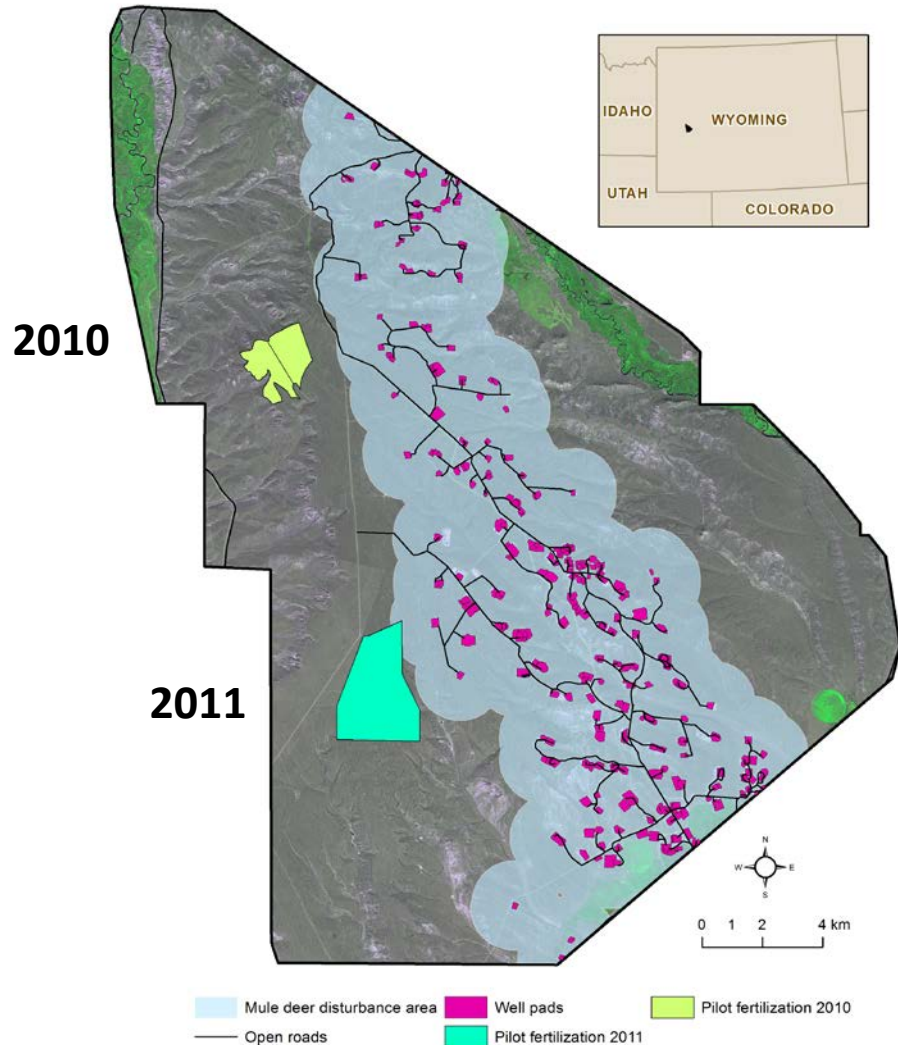 IDAHO
WYOMING
UTAH
COLORADO
2010
2011
N
W E
S
0 1 2 4 km
Mule deer disturbance area
Well pads
Pilot fertilization 2010
Open roads
Pilot fertilization 2011